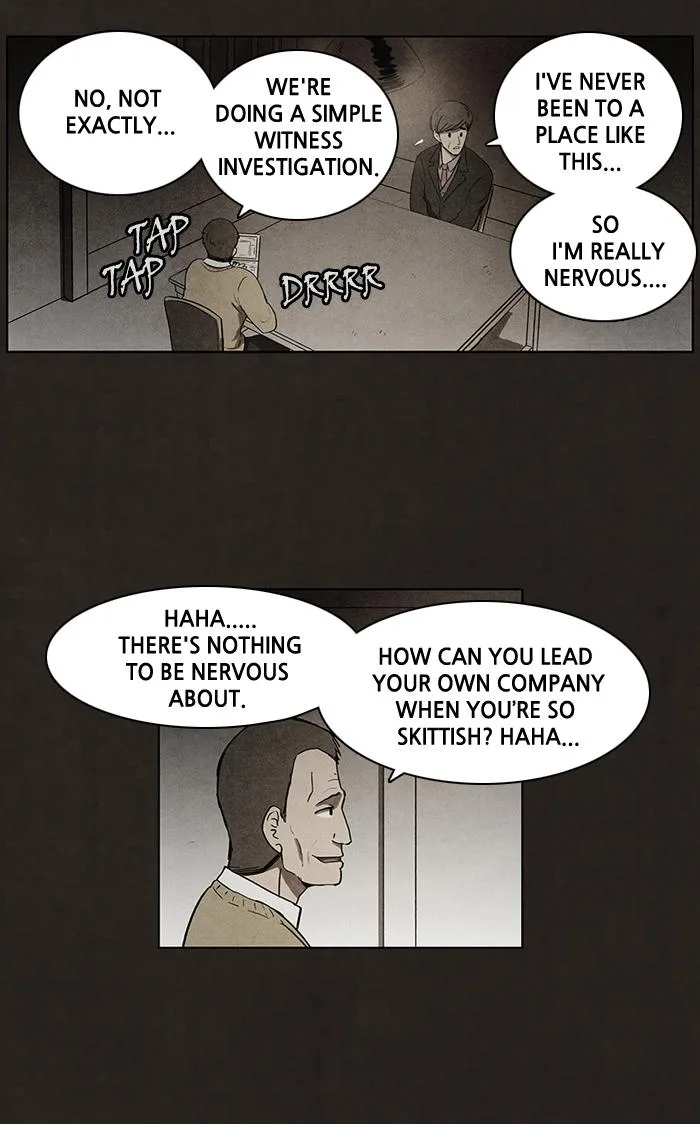 NO, NOT
EXACTLY...
WE'RE
DOING A SIMPLE
WITNESS
INVESTIGATION.
I'VE NEVER
BEEN TO A
PLACE LIKE
THIS...
SO
I'M REALLY
NERVOUS....
TAP
TAP
DRRRR
HAHA.....
THERE'S NOTHING
TO BE NERVOUS
ABOUT.
HOW CAN YOU LEAD
YOUR OWN COMPANY
WHEN YOU’RE SO
SKITTISH? HAHA...